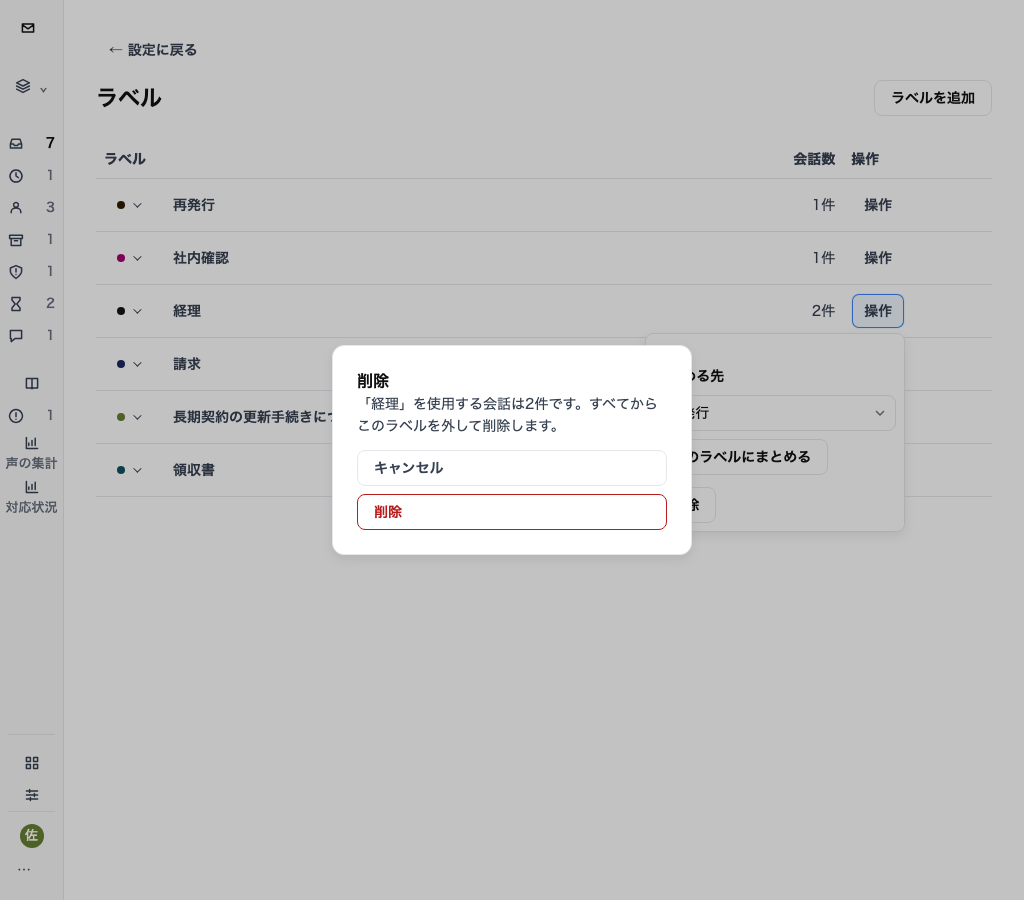 ← 設定に戻る
ラベル
ラベルを追加
ラベル 会話数 操作
再発行 1件 操作
社内確認 1件 操作
経理 2件 操作
請求
長期契約の更新手続きに
領収書
める先
発行
のラベルにまとめる
除
削除
「経理」を使用する会話は2件です。すべてから
このラベルを外して削除します。
キャンセル
削除
7
1
3
1
1
2
1
1
声の集計
対応状況
佐
…